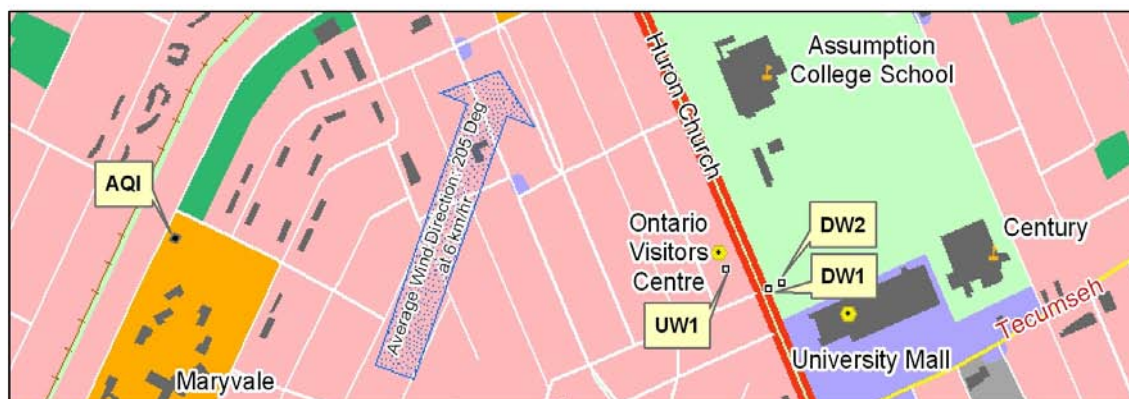 Huron Church
Assumption
College School
AQI
Average Wind Direction: 205 Deg
at 6 km/hr
Ontario
Visitors
Centre
DW2
DW1
UW1
Century
Tecumseh
University Mall
Maryvale